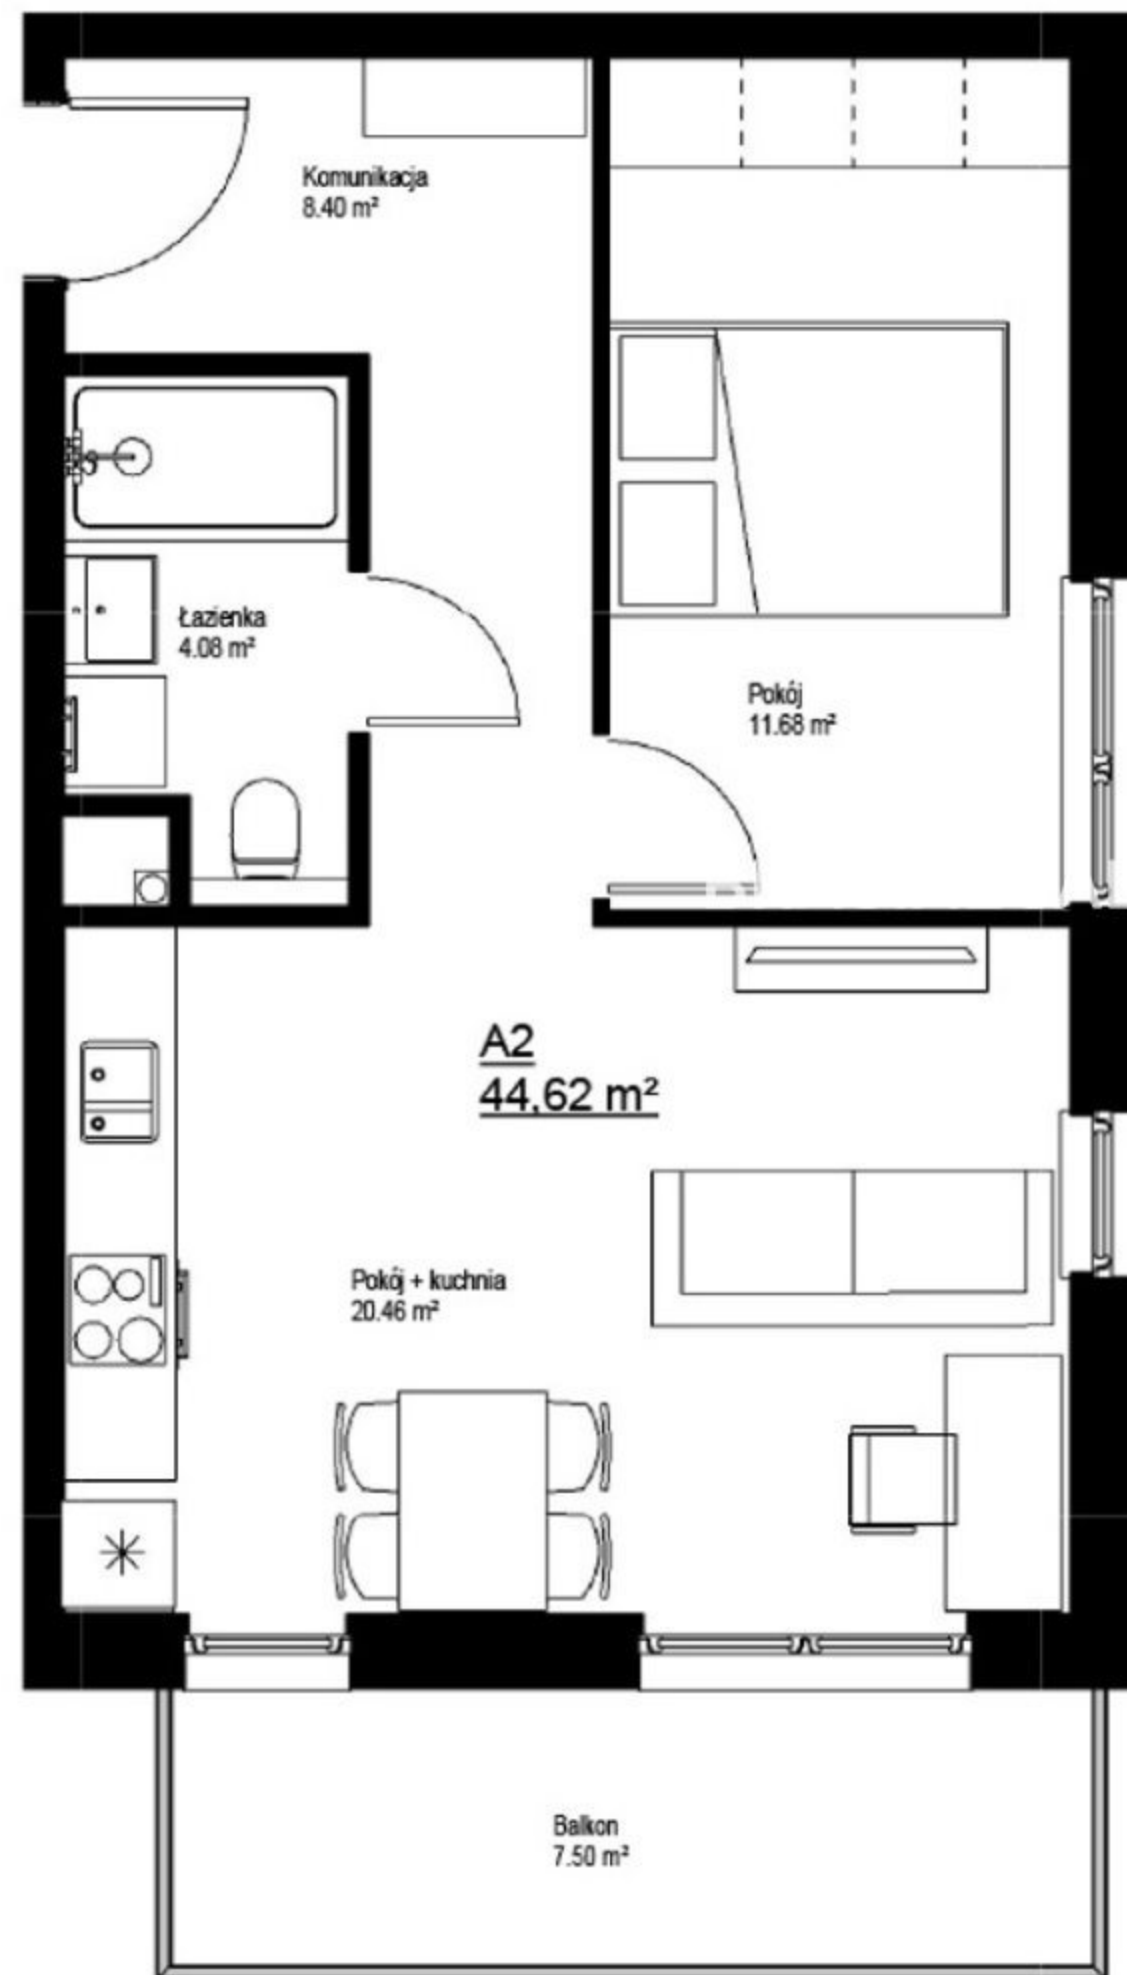 Komunikacja
8.40 m²
Łazienka
4.08 m²
Pokój
11.68 m²
A2
44,62 m²
Pokój + kuchnia
20.46 m²
Balkon
7.50 m²